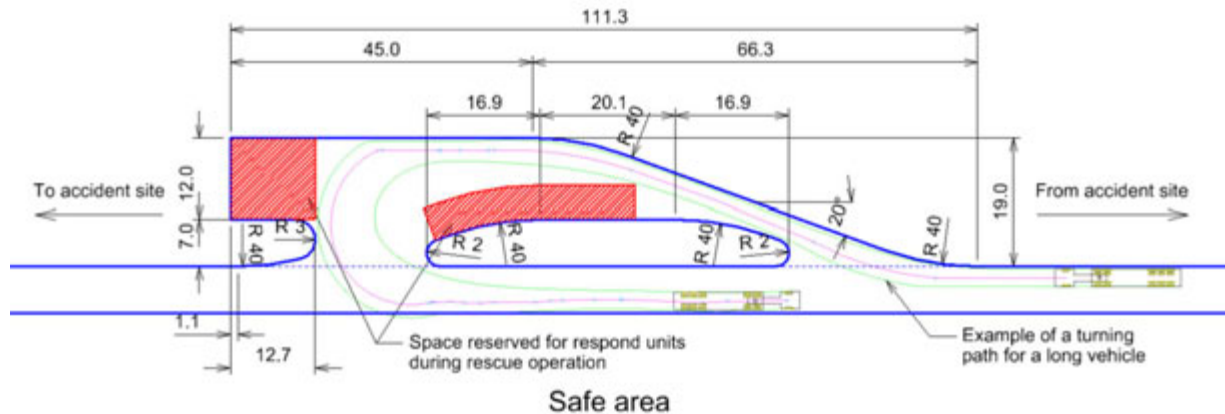 111.3
45.0
66.3
16.9
20.1
16.9
R 40
To accident site
12.0
7.0
R 3
R 40
R 2
R 40
R 40
R 2
20°
R 40
19.0
From accident site
1.1
12.7
Space reserved for respond units
during rescue operation
Example of a turning
path for a long vehicle
Safe area